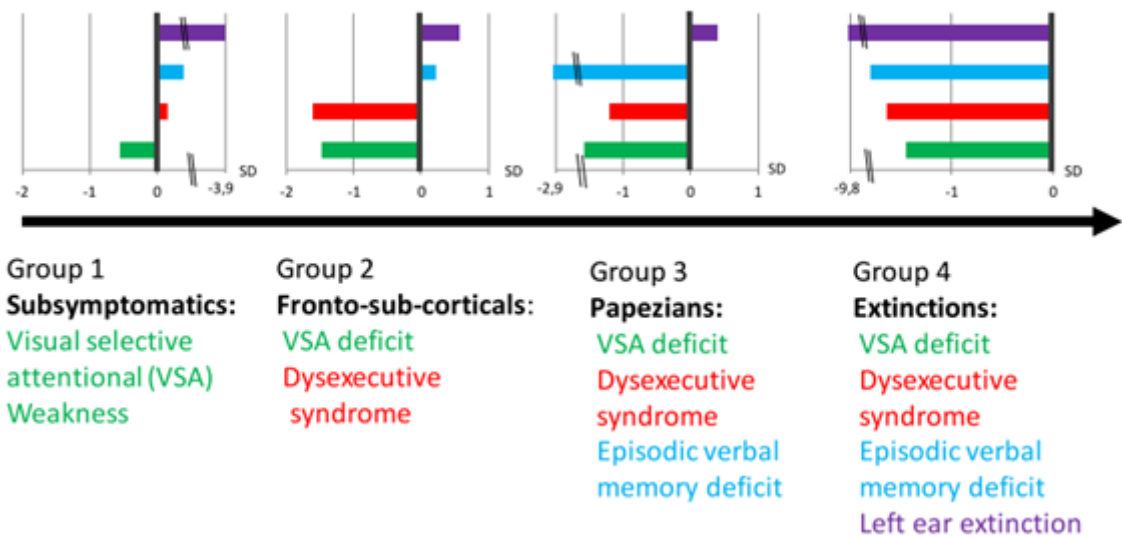 SD
-2 -1 0 -3,9
SD
-2 -1 0 1
SD
-2,9 -1 0 1
SD
-9,8 -1 0
Group 1
Subsymptomatics:
Visual selective
attentional (VSA)
Weakness
Group 2
Fronto-sub-corticals:
VSA deficit
Dysexecutive
syndrome
Group 3
Papezians:
VSA deficit
Dysexecutive
syndrome
Episodic verbal
memory deficit
Group 4
Extinctions:
VSA deficit
Dysexecutive
syndrome
Episodic verbal
memory deficit
Left ear extinction